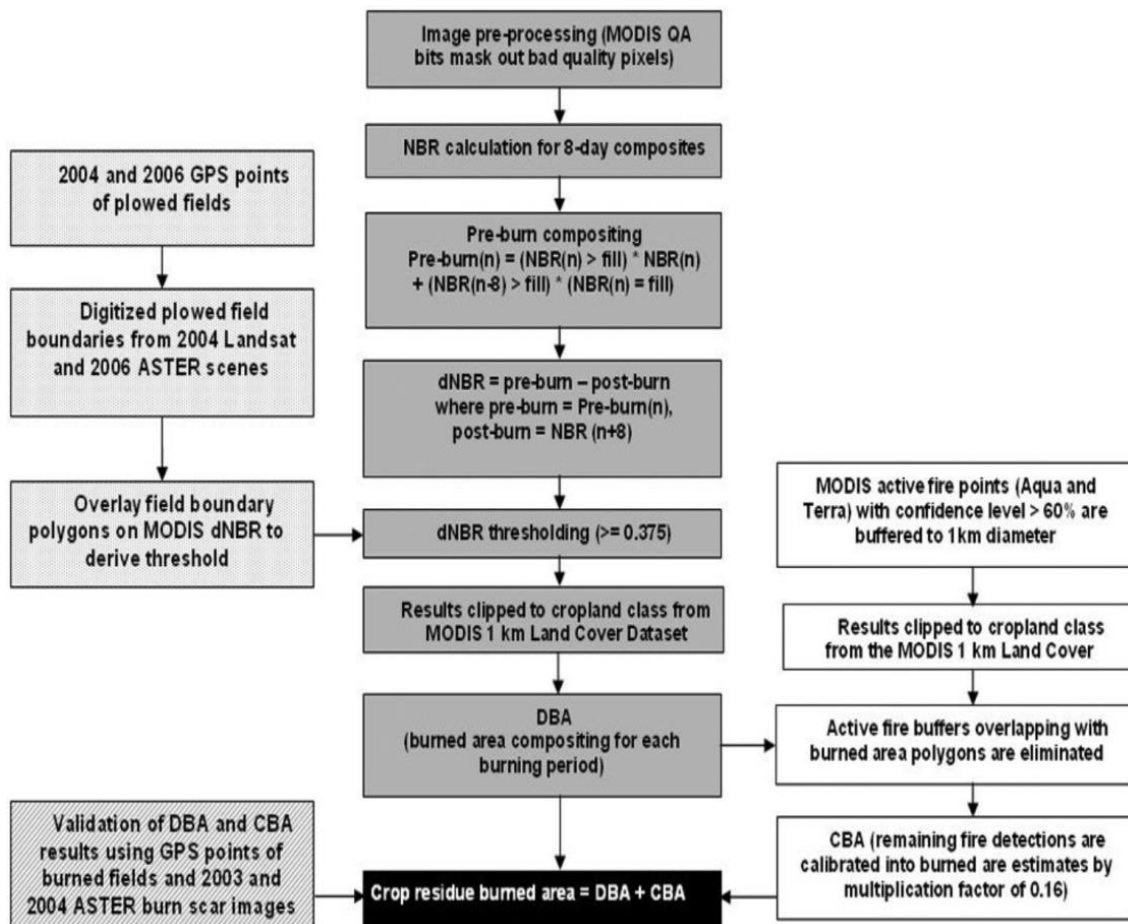 Image pre-processing (MODIS QA
bits mask out bad quality pixels)
NBR calculation for 8-day composites
2004 and 2006 GPS points
of plowed fields
Pre-burn compositing
Pre-burn(n) = (NBR(n) > fill) * NBR(n)
+ (NBR(n-8) > fill) * (NBR(n) = fill)
Digitized plowed field
boundaries from 2004 Landsat
and 2006 ASTER scenes
dNBR = pre-burn – post-burn
where pre-burn = Pre-burn(n),
post-burn = NBR (n+8)
Overlay field boundary
polygons on MODIS dNBR to
derive threshold
dNBR thresholding (>= 0.375)
MODIS active fire points (Aqua and
Terra) with confidence level > 60% are
buffered to 1km diameter
Results clipped to cropland class from
MODIS 1 km Land Cover Dataset
Results clipped to cropland class
from the MODIS 1 km Land Cover
DBA
(burned area compositing for each
burning period)
Active fire buffers overlapping with
burned area polygons are eliminated
Validation of DBA and CBA
results using GPS points of
burned fields and 2003 and
2004 ASTER burn scar images
CBA (remaining fire detections are
calibrated into burned are estimates by
multiplication factor of 0.16)
Crop residue burned area = DBA + CBA